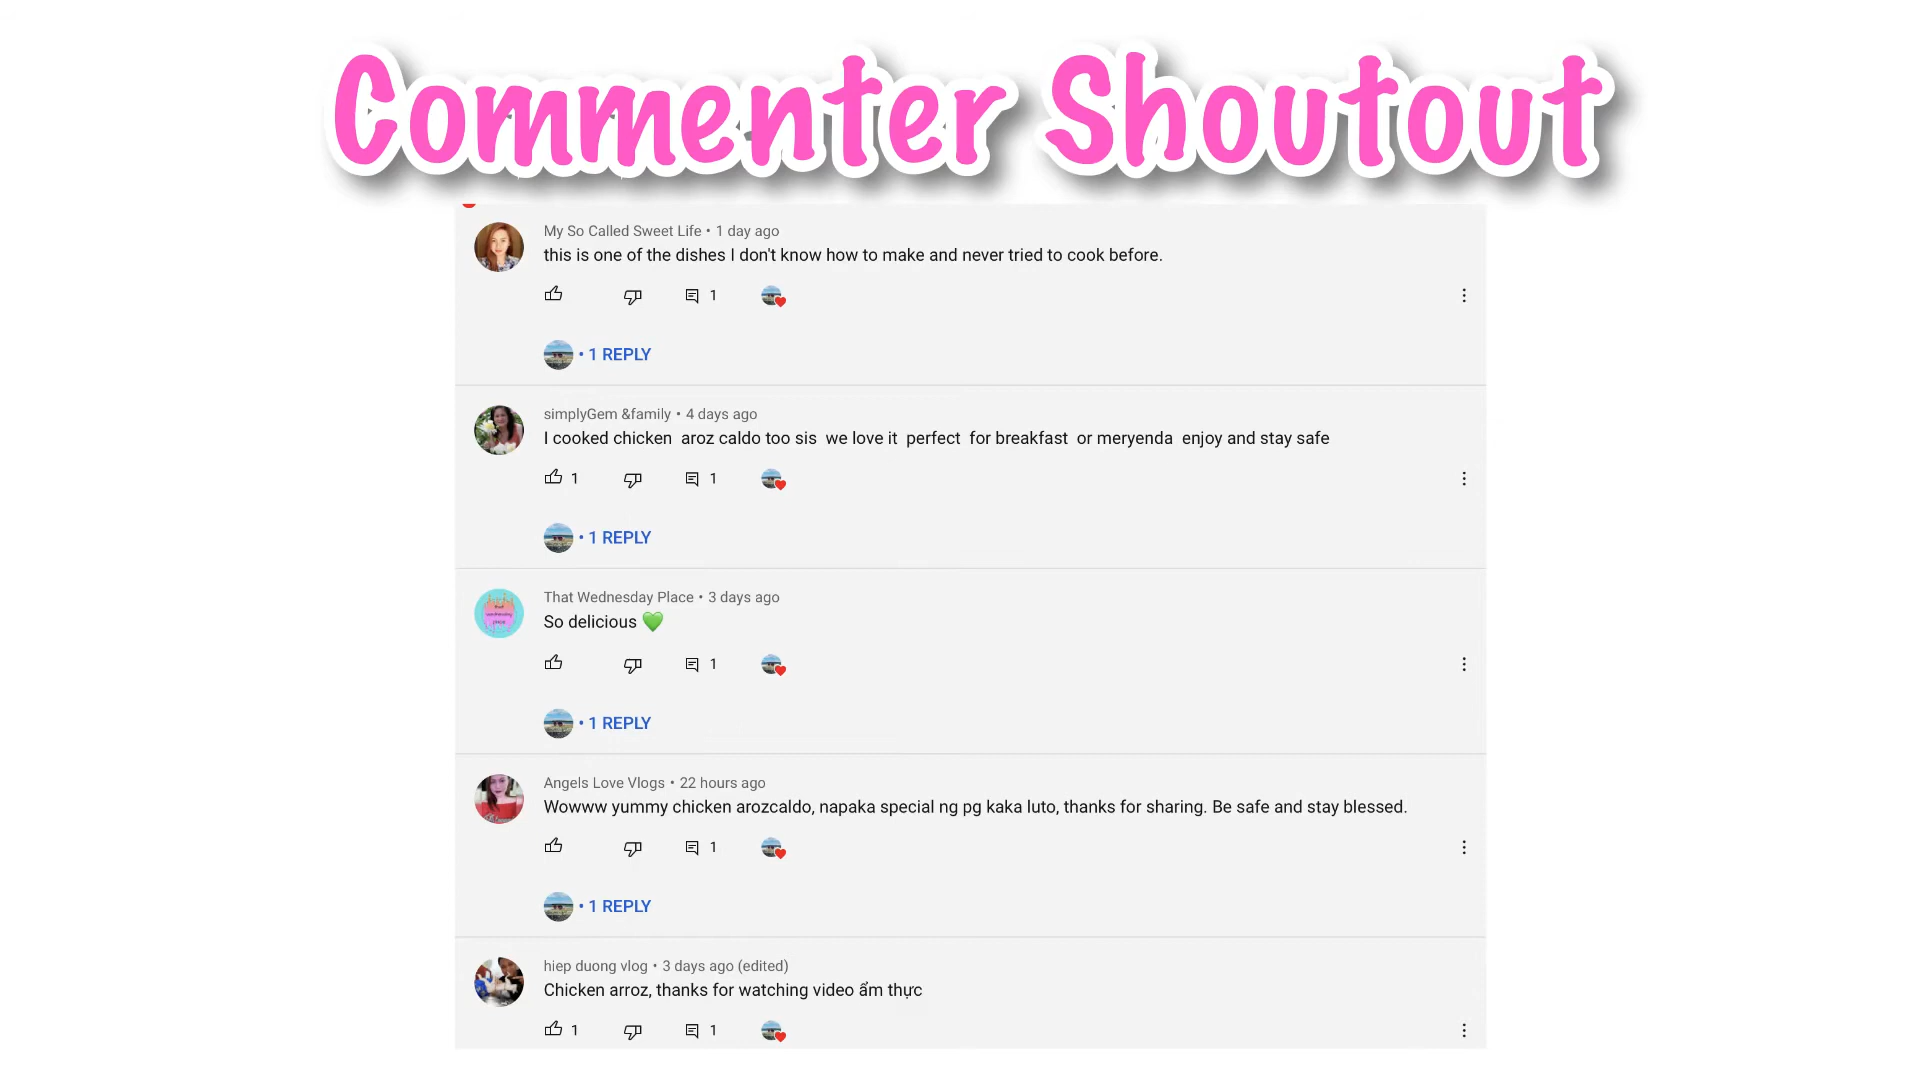 Commenter Shoutout
My So Called Sweet Life • 1 day ago
this is one of the dishes I don't know how to make and never tried to cook before.
1
• 1 REPLY
simplyGem &family • 4 days ago
I cooked chicken aroz caldo too sis we love it perfect for breakfast or meryenda enjoy and stay safe
1 1
• 1 REPLY
That Wednesday Place • 3 days ago
So delicious 💚
1
• 1 REPLY
Angels Love Vlogs • 22 hours ago
Wowww yummy chicken arozcaldo, napaka special ng pg kaka luto, thanks for sharing. Be safe and stay blessed.
1
• 1 REPLY
hiep duong vlog • 3 days ago (edited)
Chicken arroz, thanks for watching video ẩm thực
1 1